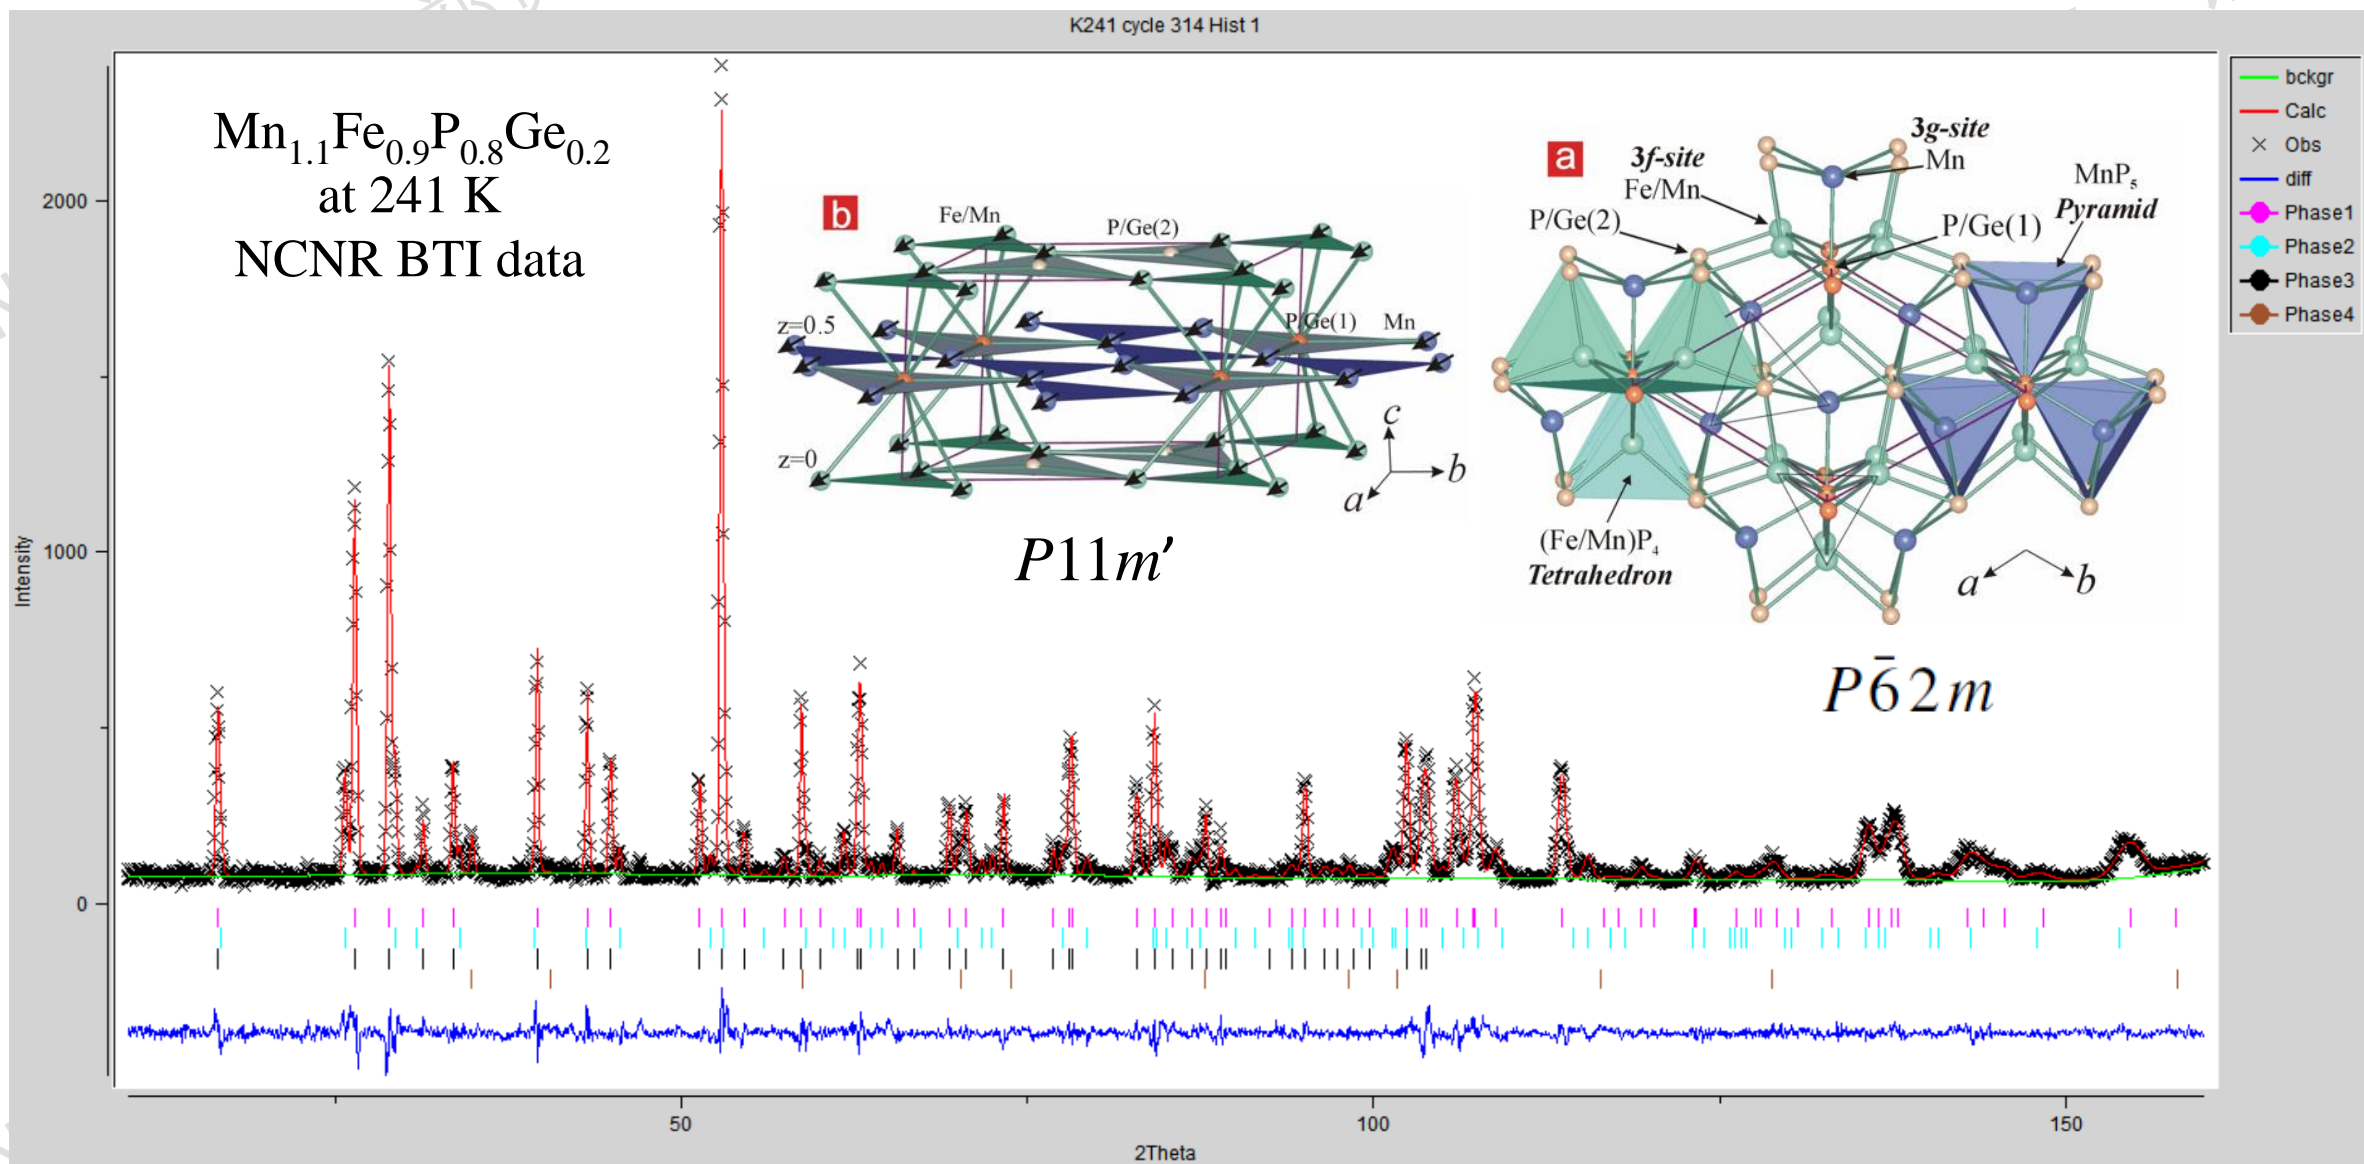 K241 cycle 314 Hist 1
Mn1.1Fe0.9P0.8Ge0.2
at 241 K
NCNR BTI data
b
Fe/Mn
P/Ge(2)
z=0.5
P/Ge(1)
Mn
z=0
c
b
a
P11m′
a
3f-site
Fe/Mn
3g-site
Mn
MnP5
Pyramid
P/Ge(2)
P/Ge(1)
(Fe/Mn)P4
Tetrahedron
a
b
P6̄2m
bckgr
Calc
Obs
diff
Phase1
Phase2
Phase3
Phase4
Intensity
2000
1000
0
50
100
150
2Theta